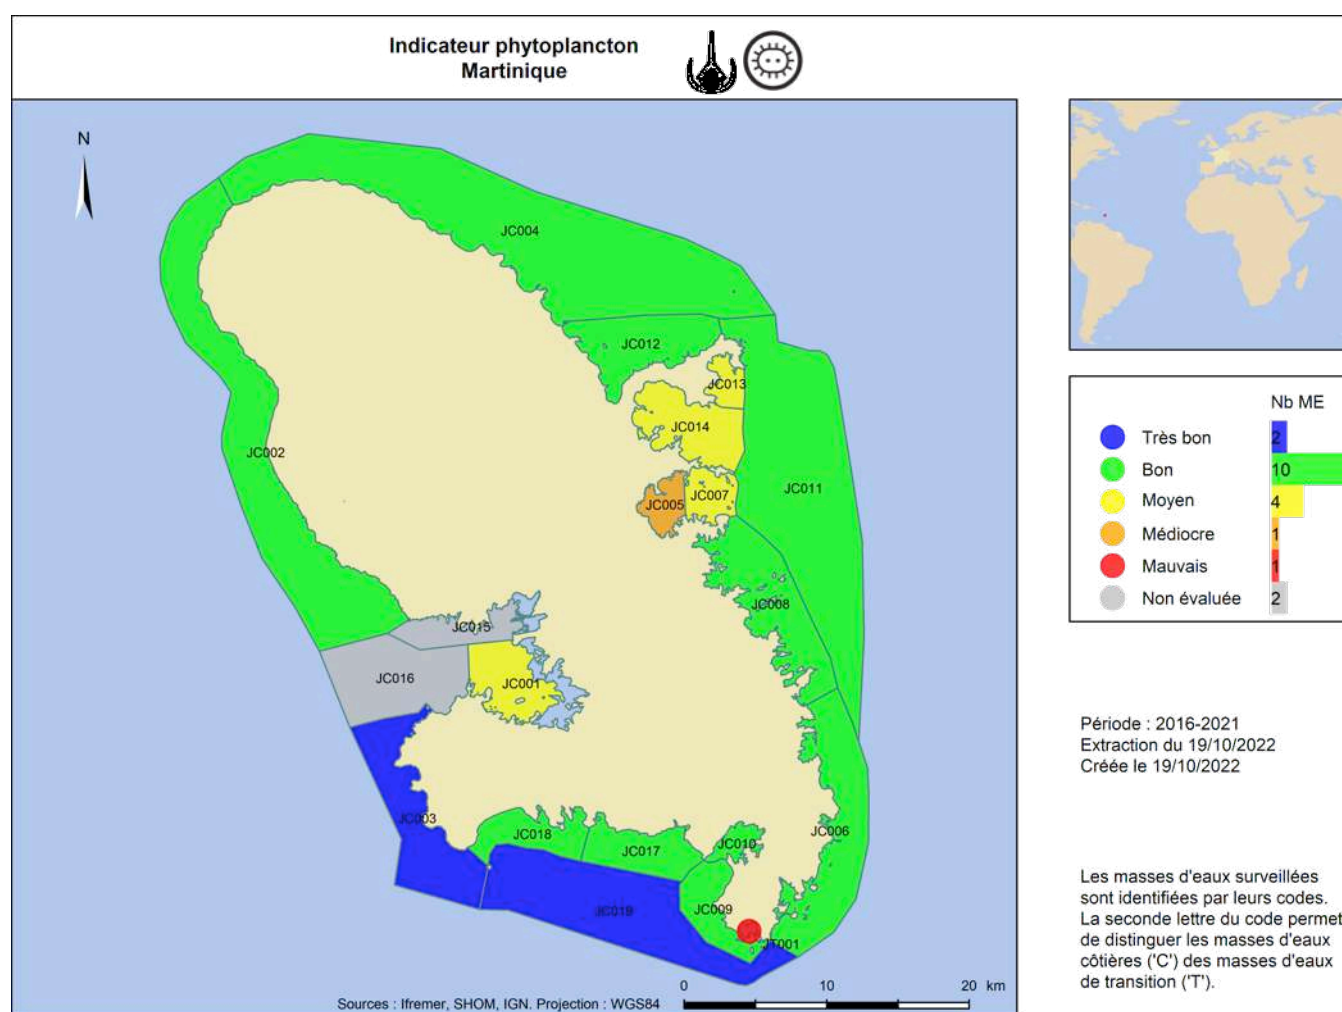 Indicateur phytoplancton
Martinique
N
JC004
JC012
JC013
JC014
JC002
JC011
JC005
JC007
JC008
JC015
JC016
JC001
JC003
JC018
JC017
JC010
JC006
JC009
JC019
JT001
0 10 20 km
Sources : Ifremer, SHOM, IGN. Projection : WGS84
Nb ME
Très bon 2
Bon 10
Moyen 4
Médiocre 1
Mauvais 1
Non évaluée 2
Période : 2016-2021
Extraction du 19/10/2022
Créée le 19/10/2022
Les masses d'eaux surveillées
sont identifiées par leurs codes.
La seconde lettre du code permet
de distinguer les masses d'eaux
côtières ('C') des masses d'eaux
de transition ('T').